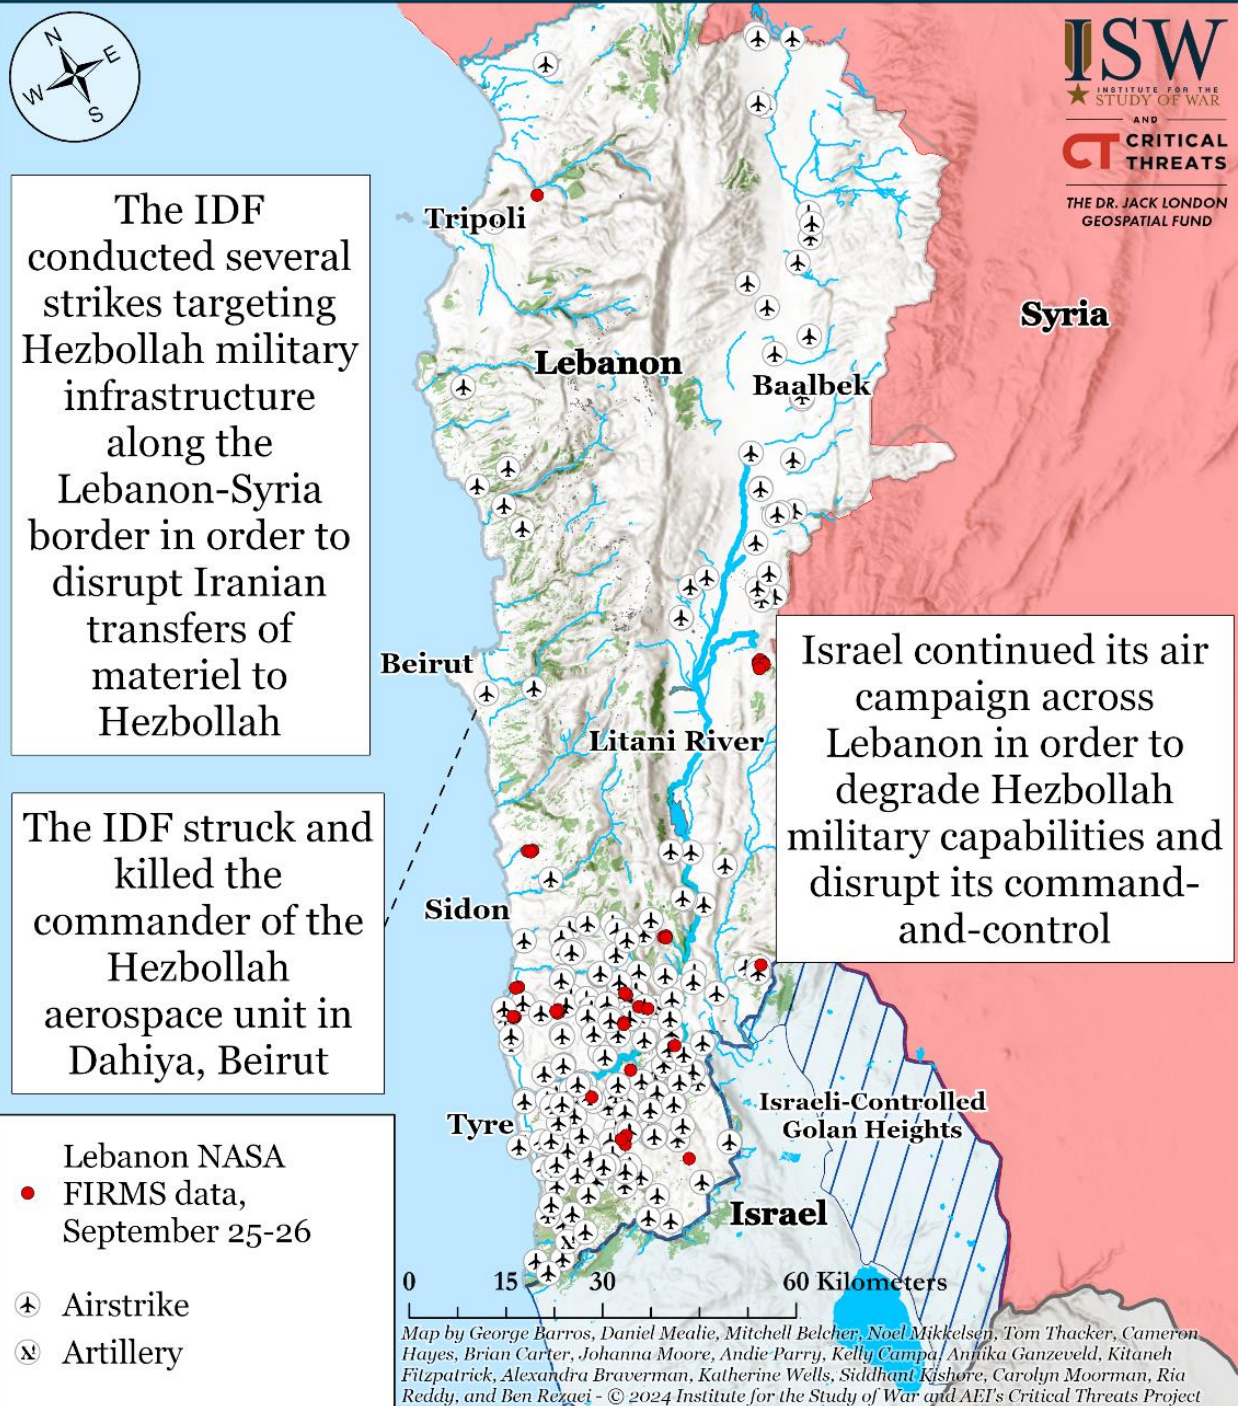 N
E
W
S
ISW
INSTITUTE FOR THE
STUDY OF WAR
AND
CT CRITICAL
THREATS
THE DR. JACK LONDON
GEOSPATIAL FUND
The IDF
conducted several
strikes targeting
Hezbollah military
infrastructure
along the
Lebanon-Syria
border in order to
disrupt Iranian
transfers of
materiel to
Hezbollah
Tripoli
Syria
Lebanon
Baalbek
Beirut
Litani River
Israel continued its air
campaign across
Lebanon in order to
degrade Hezbollah
military capabilities and
disrupt its command-
and-control
The IDF struck and
killed the
commander of the
Hezbollah
aerospace unit in
Dahiya, Beirut
Sidon
Tyre
Israeli-Controlled
Golan Heights
Israel
Lebanon NASA
FIRMS data,
September 25-26
Airstrike
Artillery
0 15 30 60 Kilometers
Map by George Barros, Daniel Mealie, Mitchell Belcher, Noel Mikkelsen, Tom Thacker, Cameron
Hayes, Brian Carter, Johanna Moore, Andie Parry, Kelly Campa, Annika Ganzeveld, Kitaneh
Fitzpatrick, Alexandra Braverman, Katherine Wells, Siddhant Kishore, Carolyn Moorman, Ria
Reddy, and Ben Rezaei - © 2024 Institute for the Study of War and AEI's Critical Threats Project